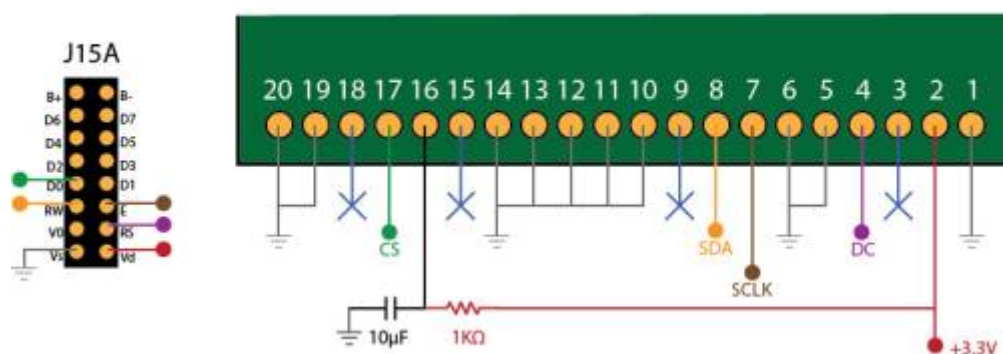 J15A
B+ B-
D6 D7
D4 D5
D2 D3
D0 D1
RW E
V0 RS
Vs Vd
20 19 18 17 16 15 14 13 12 11 10 9 8 7 6 5 4 3 2 1
CS SDA DC
SCLK
10µF 1KΩ +3.3V